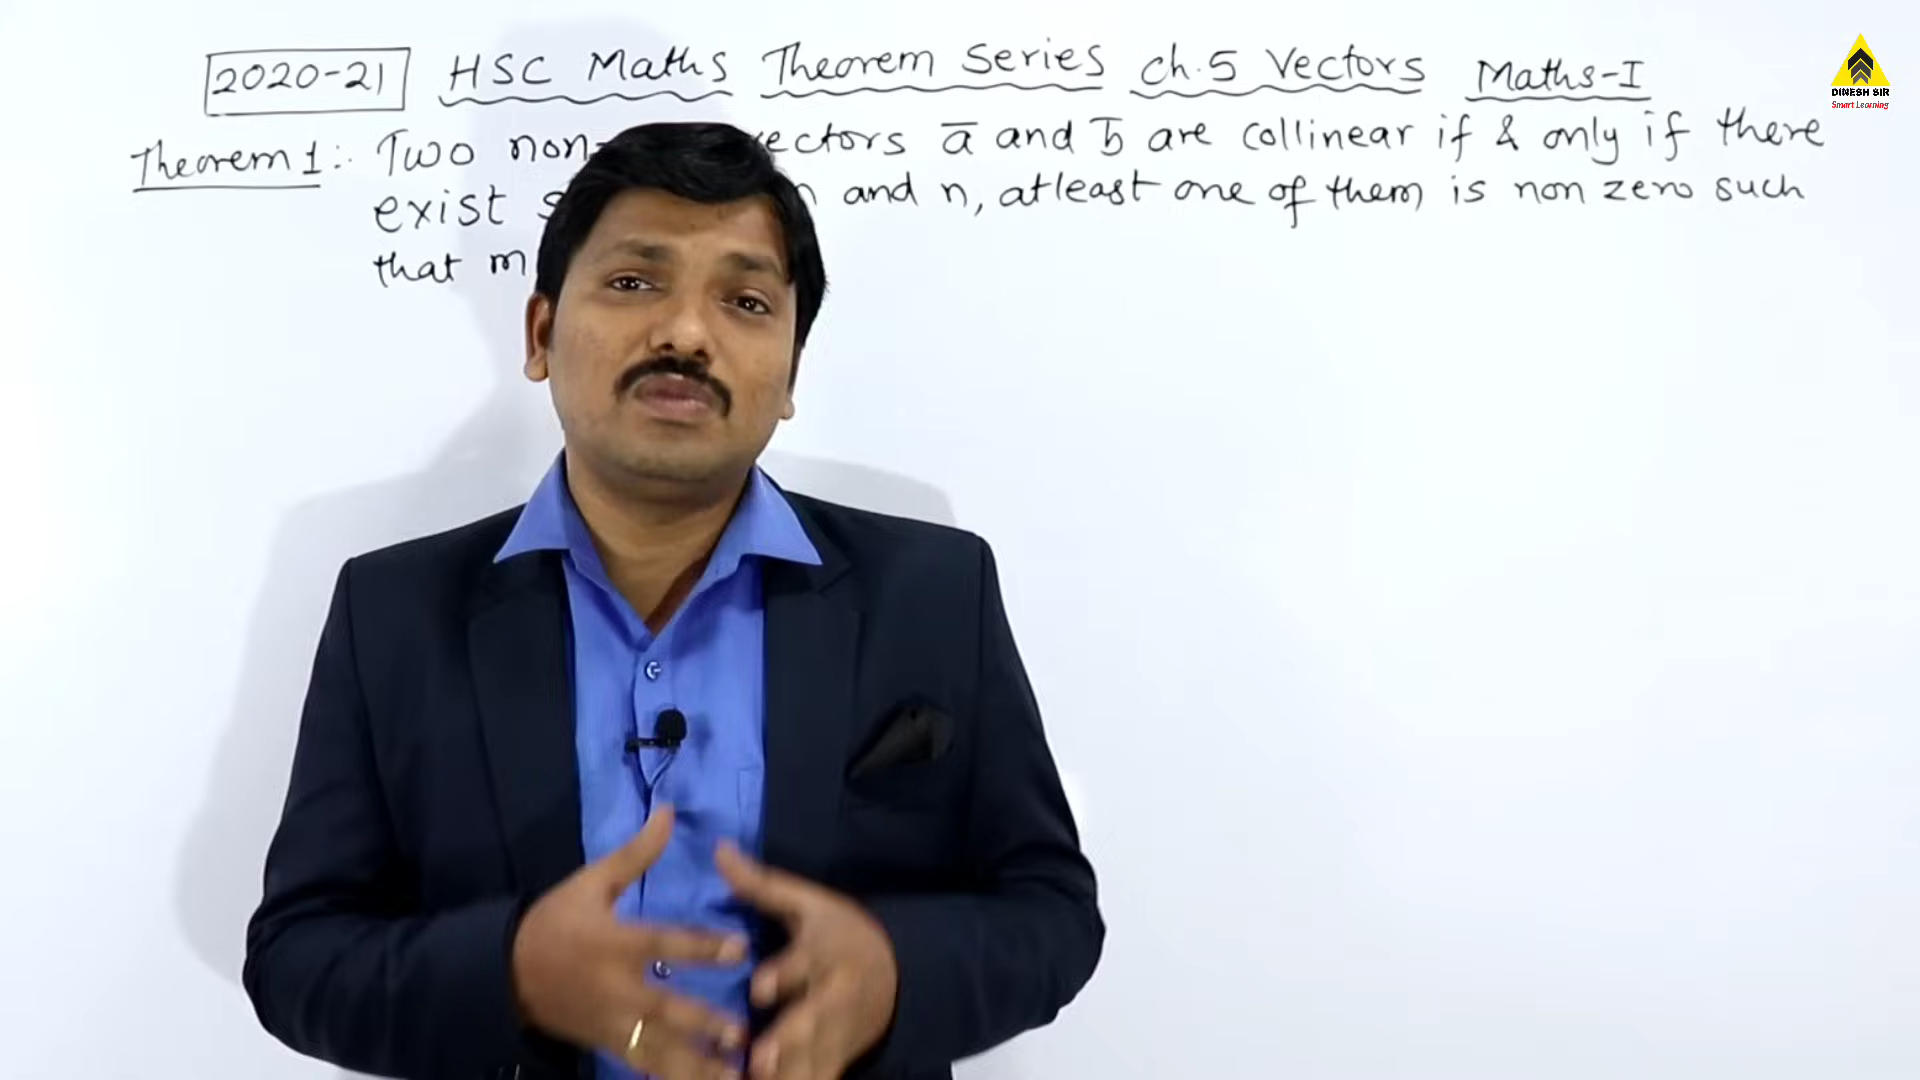 2020-21 HSC Maths Theorem Series Ch.5 Vectors Maths-I
Theorem 1:- Two non- vectors a̅ and b̅ are collinear if & only if there
exist and n, atleast one of them is non zero such
that m
DINESH SIR
Smart Learning